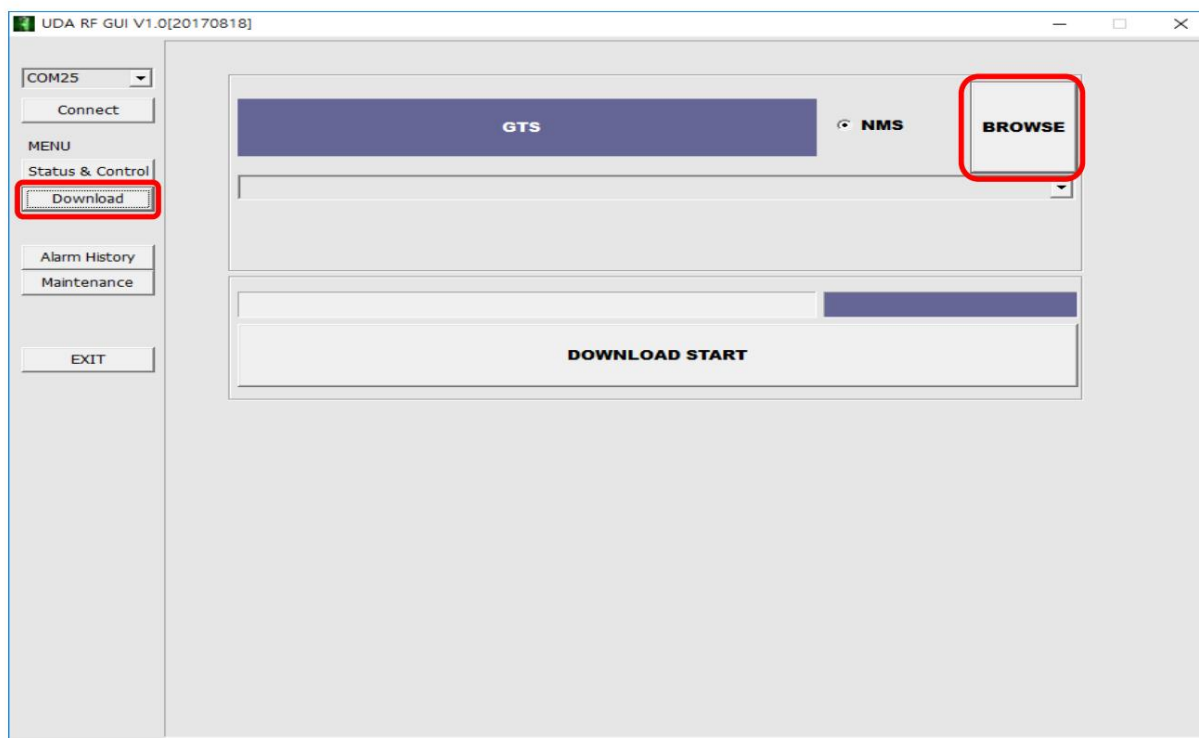 UDA RF GUI V1.0[20170818]
COM25
Connect
MENU
Status & Control
Download
Alarm History
Maintenance
EXIT
GTS
NMS
BROWSE
DOWNLOAD START